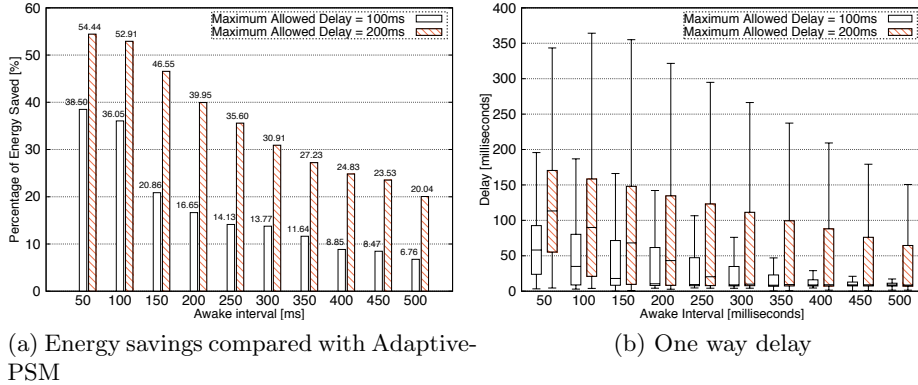 Maximum Allowed Delay = 100ms
Maximum Allowed Delay = 200ms
Percentage of Energy Saved [%]
60
50
40
30
20
10
0
38.50
54.44
36.05
52.91
20.86
46.55
16.65
39.95
14.13
35.60
13.77
30.91
11.64
27.23
8.85
24.83
8.47
23.53
6.76
20.04
50 100 150 200 250 300 350 400 450 500
Awake interval [ms]
(a) Energy savings compared with Adaptive-
PSM
Maximum Allowed Delay = 100ms
Maximum Allowed Delay = 200ms
Delay [milliseconds]
400
350
300
250
200
150
100
50
0
50 100 150 200 250 300 350 400 450 500
Awake Interval [milliseconds]
(b) One way delay